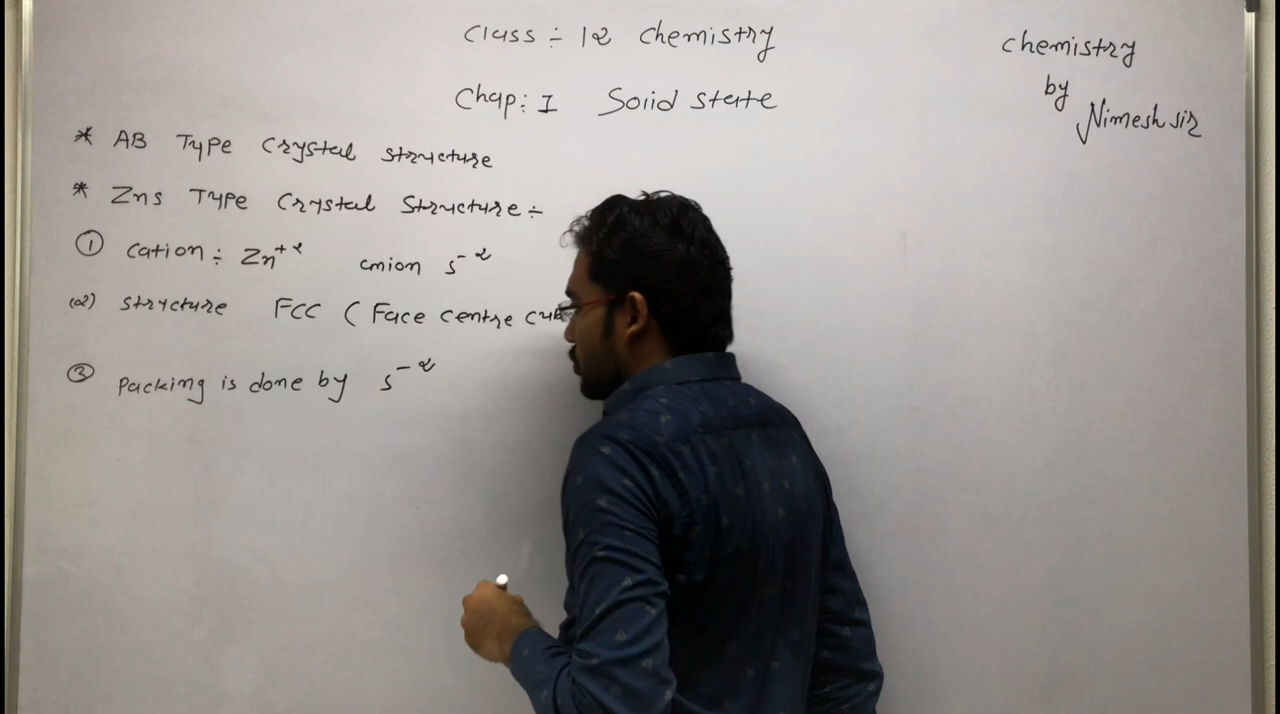 Class ÷ 12 Chemistry
Chap: I Solid state
Chemistry
by
Nimesh sir
* AB Type Crystal structure
* Zns Type Crystal Structure ÷
① Cation ÷ Zn⁺² anion s⁻²
(2) structure FCC ( Face Centre
③ Packing is done by s⁻²